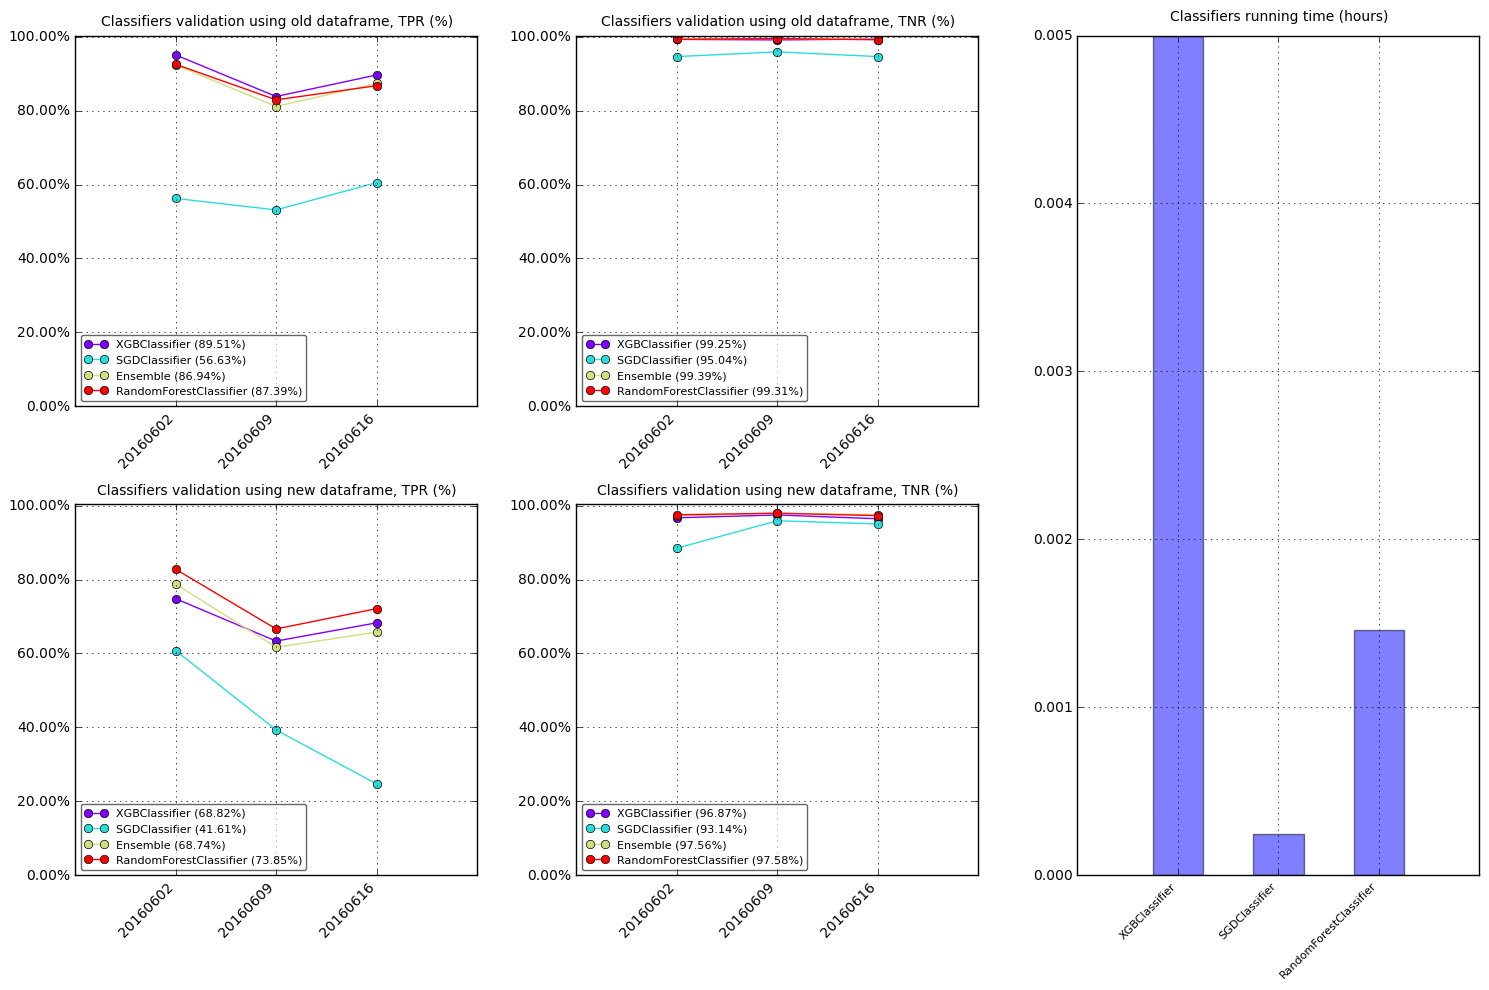 Classifiers validation using old dataframe, TPR (%)
100.00%
80.00%
60.00%
40.00%
20.00%
0.00%
XGBClassifier (89.51%)
SGDClassifier (56.63%)
Ensemble (86.94%)
RandomForestClassifier (87.39%)
20160602
20160609
20160616
Classifiers validation using old dataframe, TNR (%)
100.00%
80.00%
60.00%
40.00%
20.00%
0.00%
XGBClassifier (99.25%)
SGDClassifier (95.04%)
Ensemble (99.39%)
RandomForestClassifier (99.31%)
20160602
20160609
20160616
Classifiers validation using new dataframe, TPR (%)
100.00%
80.00%
60.00%
40.00%
20.00%
0.00%
XGBClassifier (68.82%)
SGDClassifier (41.61%)
Ensemble (68.74%)
RandomForestClassifier (73.85%)
20160602
20160609
20160616
Classifiers validation using new dataframe, TNR (%)
100.00%
80.00%
60.00%
40.00%
20.00%
0.00%
XGBClassifier (96.87%)
SGDClassifier (93.14%)
Ensemble (97.56%)
RandomForestClassifier (97.58%)
20160602
20160609
20160616
Classifiers running time (hours)
0.005
0.004
0.003
0.002
0.001
0.000
XGBClassifier
SGDClassifier
RandomForestClassifier